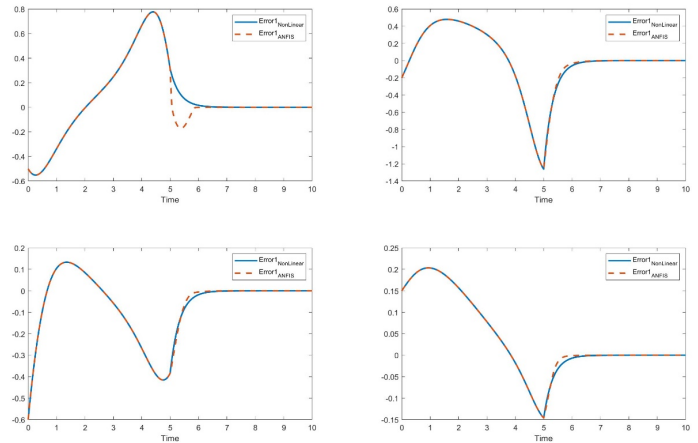 0.8
0.6
0.4
0.2
0
-0.2
-0.4
-0.6
0 1 2 3 4 5 6 7 8 9 10
Time
Error1NonLinear
Error1ANFIS
0.6
0.4
0.2
0
-0.2
-0.4
-0.6
-0.8
-1
-1.2
-1.4
0 1 2 3 4 5 6 7 8 9 10
Time
Error1NonLinear
Error1ANFIS
0.2
0.1
0
-0.1
-0.2
-0.3
-0.4
-0.5
-0.6
0 1 2 3 4 5 6 7 8 9 10
Time
Error1NonLinear
Error1ANFIS
0.25
0.2
0.15
0.1
0.05
0
-0.05
-0.1
-0.15
0 1 2 3 4 5 6 7 8 9 10
Time
Error1NonLinear
Error1ANFIS